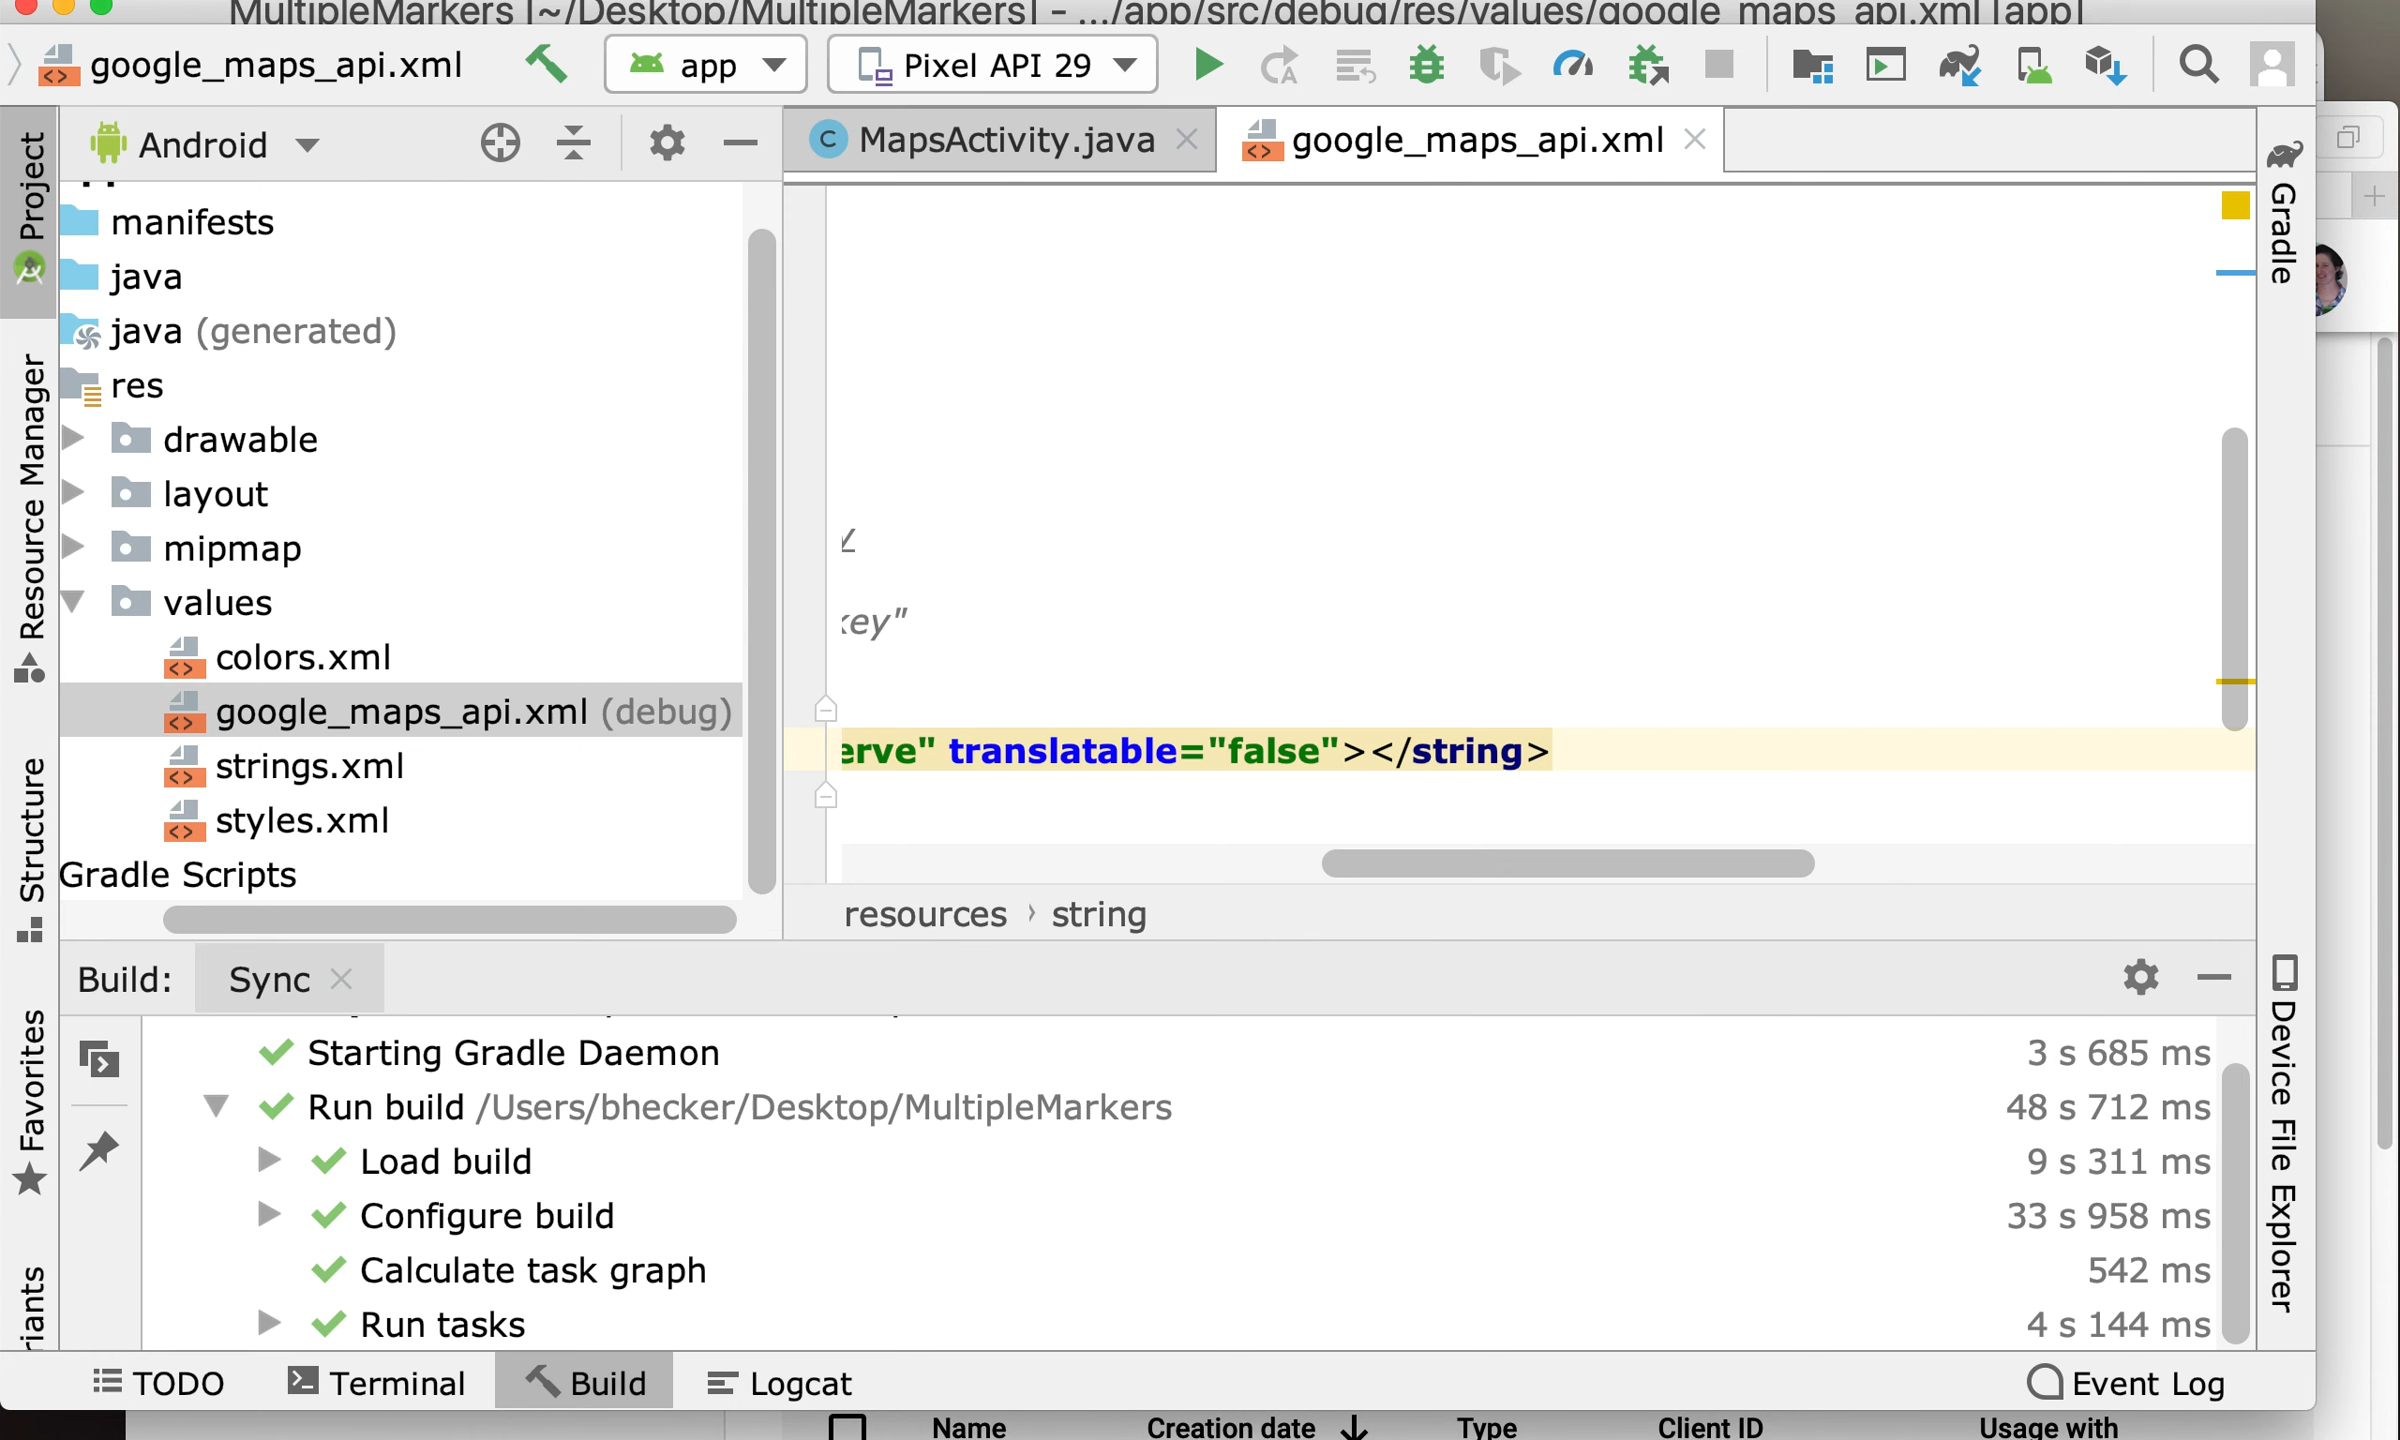 MultipleMarkers [~/Desktop/MultipleMarkers] - .../app/src/debug/res/values/google_maps_api.xml [app]
google_maps_api.xml
app
Pixel API 29
Project
Resource Manager
Structure
Favorites
riants
Android
manifests
java
java (generated)
res
drawable
layout
mipmap
values
colors.xml
google_maps_api.xml (debug)
strings.xml
styles.xml
Gradle Scripts
MapsActivity.java
google_maps_api.xml
key"
erve" translatable="false"></string>
resources › string
Gradle
Device File Explorer
Build: Sync
Starting Gradle Daemon 3 s 685 ms
Run build /Users/bhecker/Desktop/MultipleMarkers 48 s 712 ms
Load build 9 s 311 ms
Configure build 33 s 958 ms
Calculate task graph 542 ms
Run tasks 4 s 144 ms
TODO Terminal Build Logcat Event Log
Name Creation date Type Client ID Usage with